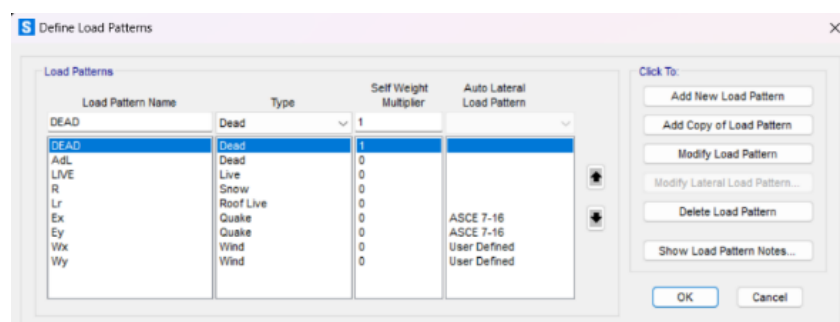 S Define Load Patterns
Load Patterns
Click To:
Load Pattern Name Type Self Weight Multiplier Auto Lateral Load Pattern
DEAD Dead 1
DEAD Dead 1
AdL Dead 0
LIVE Live 0
R Snow 0
Lr Roof Live 0
Ex Quake 0 ASCE 7-16
Ey Quake 0 ASCE 7-16
Wx Wind 0 User Defined
Wy Wind 0 User Defined
Add New Load Pattern
Add Copy of Load Pattern
Modify Load Pattern
Modify Lateral Load Pattern...
Delete Load Pattern
Show Load Pattern Notes...
OK Cancel